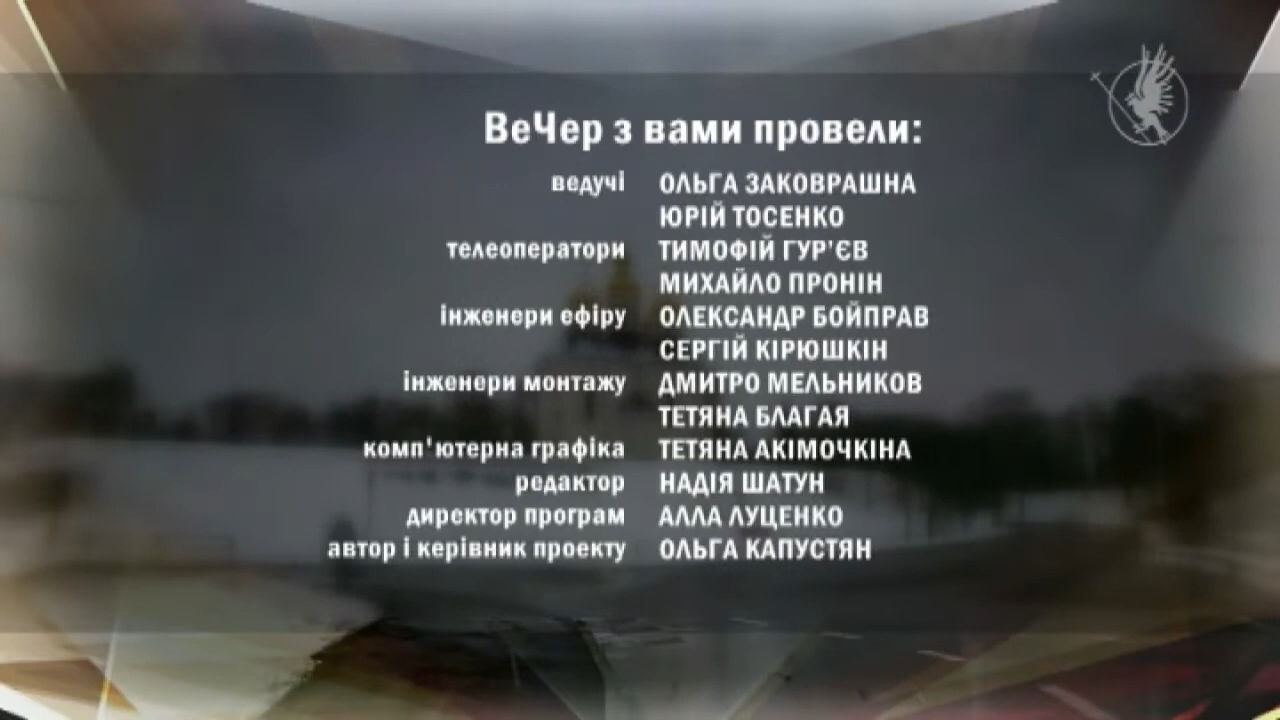 ВеЧер з вами провели:
ведучі ОЛЬГА ЗАКОВРАШНА
ЮРІЙ ТОСЕНКО
телеоператори ТИМОФІЙ ГУР'ЄВ
МИХАЙЛО ПРОНІН
інженери ефіру ОЛЕКСАНДР БОЙПРАВ
СЕРГІЙ КІРЮШКІН
інженери монтажу ДМИТРО МЕЛЬНИКОВ
ТЕТЯНА БЛАГАЯ
комп'ютерна графіка ТЕТЯНА АКІМОЧКІНА
редактор НАДІЯ ШАТУН
директор програм АЛЛА ЛУЦЕНКО
автор і керівник проекту ОЛЬГА КАПУСТЯН